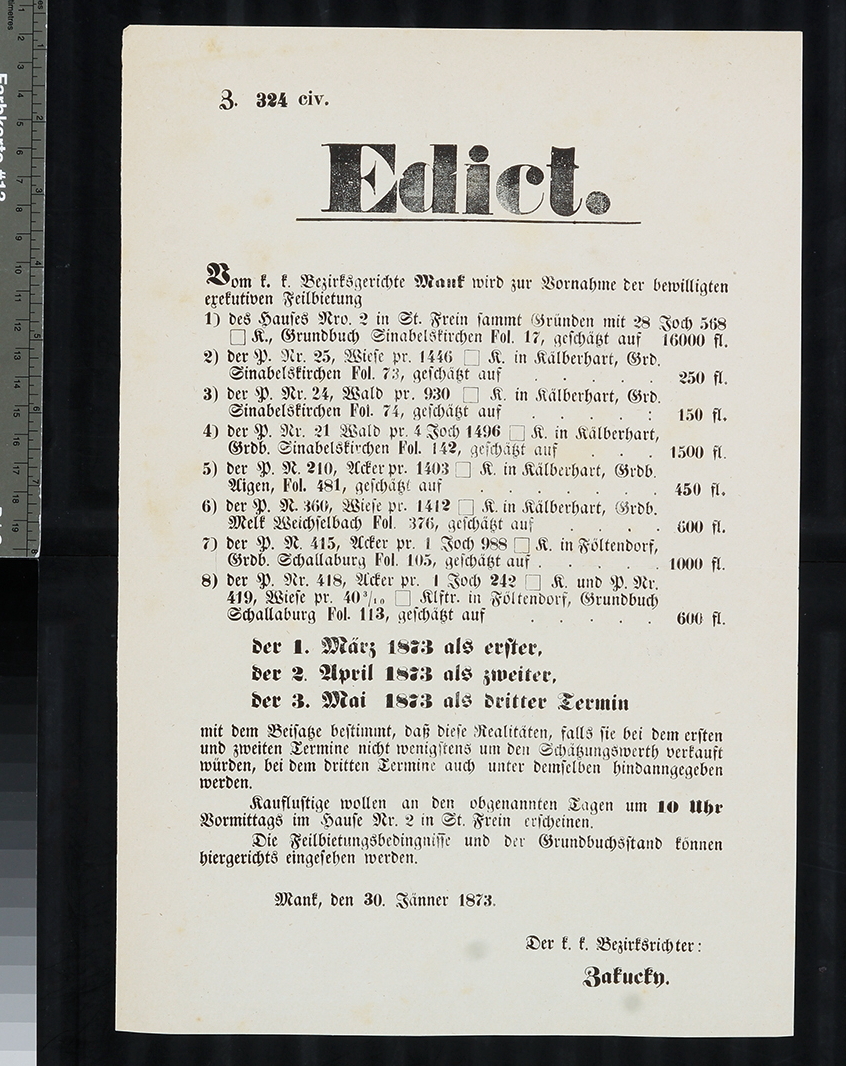 Z. 324 civ.
Edict.
Vom k. k. Bezirksgerichte Mank wird zur Vornahme der bewilligten
exekutiven Feilbietung
1) des Hauses Nro. 2 in St. Frein sammt Gründen mit 28 Joch 568
□ K., Grundbuch Sinabelskirchen Fol. 17, geschätzt auf 16000 fl.
2) der P. Nr. 25, Wiese pr. 1446 □ K. in Kälberhart, Grd.
Sinabelskirchen Fol. 73, geschätzt auf . . . . . 250 fl.
3) der P. Nr. 24, Wald pr. 930 □ K. in Kälberhart, Grd.
Sinabelskirchen Fol. 74, geschätzt auf . . . . : 150 fl.
4) der P. Nr. 21 Wald pr. 4 Joch 1496 □ K. in Kälberhart,
Grdb. Sinabelskirchen Fol. 142, geschätzt auf . . . 1500 fl.
5) der P. N. 210, Acker pr. 1403 □ K. in Kälberhart, Grdb.
Aigen, Fol. 481, geschätzt auf . . . . . . . 450 fl.
6) der P. N. 360, Wiese pr. 1412 □ K. in Kälberhart, Grdb.
Melk Weichselbach Fol. 376, geschätzt auf . . . . 600 fl.
7) der P. N. 415, Acker pr. 1 Joch 988 □ K. in Föltendorf,
Grdb. Schallaburg Fol. 105, geschätzt auf . . . . . 1000 fl.
8) der P. Nr. 418, Acker pr. 1 Joch 242 □ K. und P. Nr.
419, Wiese pr. 40 3/10 □ Klftr. in Föltendorf, Grundbuch
Schallaburg Fol. 113, geschätzt auf . . . . . 600 fl.
der 1. März 1873 als erster,
der 2. April 1873 als zweiter,
der 3. Mai 1873 als dritter Termin
mit dem Beisatze bestimmt, daß diese Realitäten, falls sie bei dem ersten
und zweiten Termine nicht wenigstens um den Schätzungswerth verkauft
würden, bei dem dritten Termine auch unter demselben hindanngegeben
werden.
Kauflustige wollen an den obgenannten Tagen um 10 Uhr
Vormittags im Hause Nr. 2 in St. Frein erscheinen.
Die Feilbietungsbedingnisse und der Grundbuchsstand können
hiergerichts eingesehen werden.
Mank, den 30. Jänner 1873.
Der k. k. Bezirksrichter:
Zakucky.